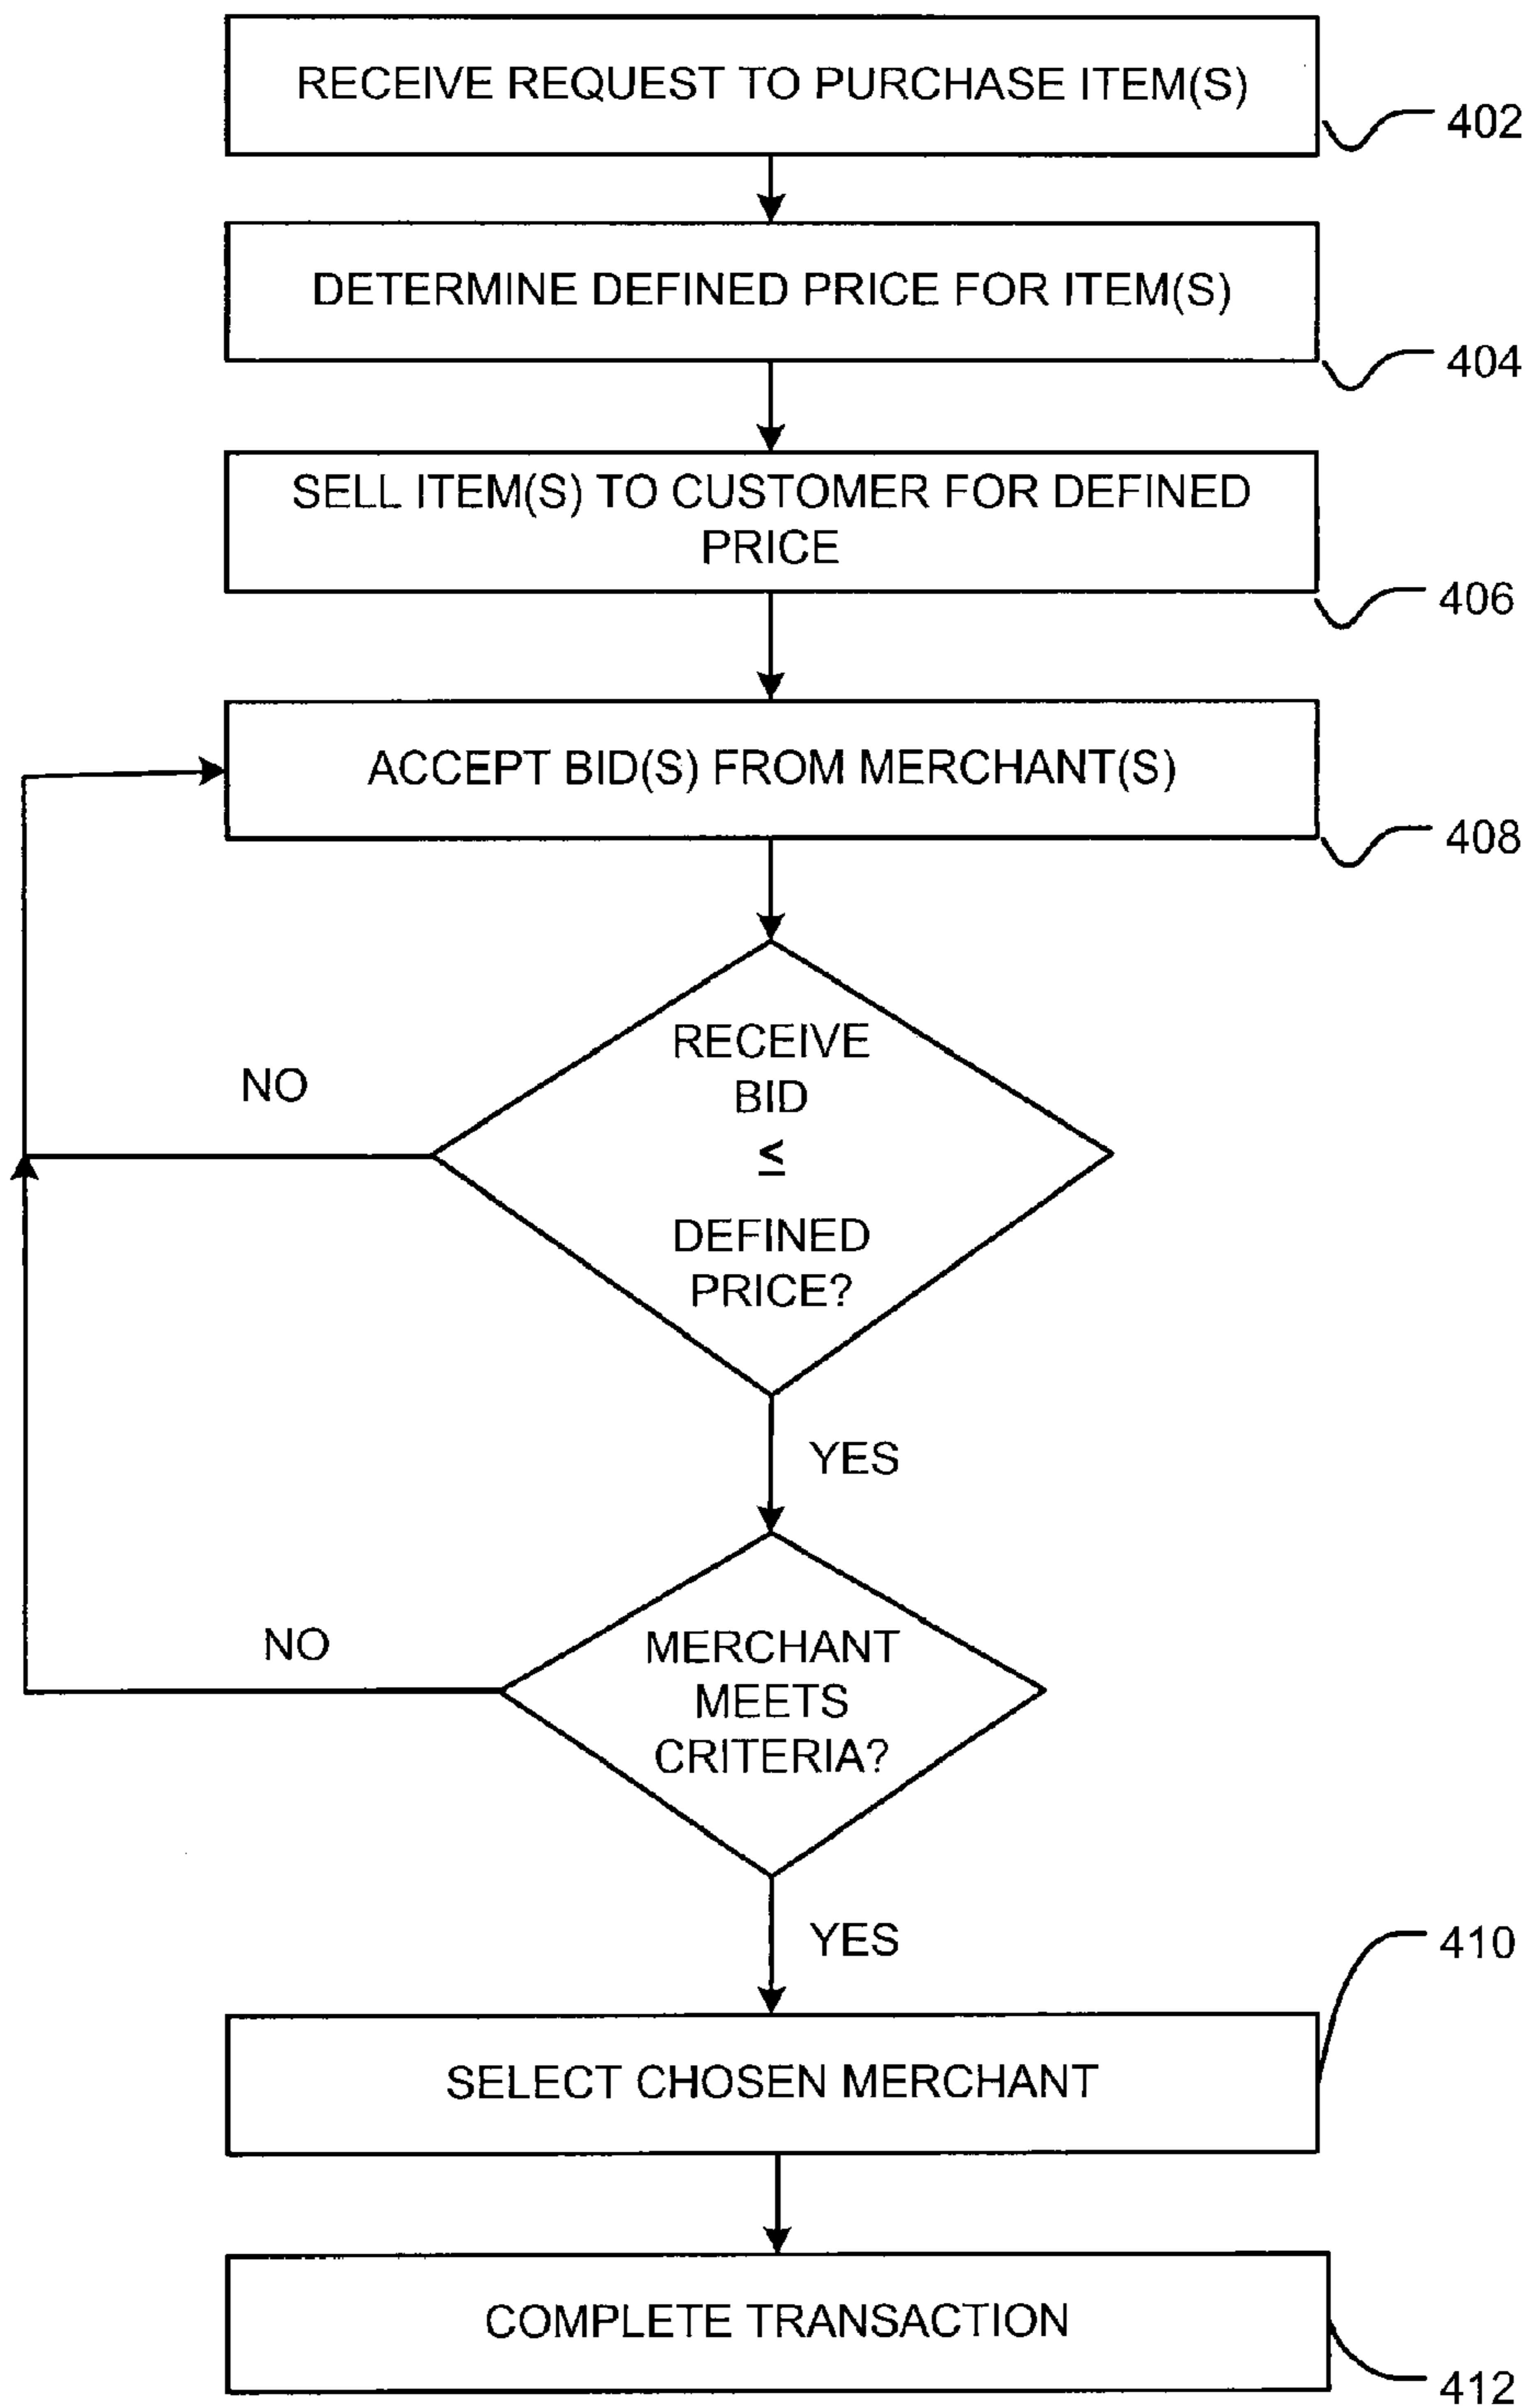 RECEIVE REQUEST TO PURCHASE ITEM(S)
402
DETERMINE DEFINED PRICE FOR ITEM(S)
404
SELL ITEM(S) TO CUSTOMER FOR DEFINED
PRICE
406
ACCEPT BID(S) FROM MERCHANT(S)
408
RECEIVE
BID
≤
DEFINED
PRICE?
NO
YES
MERCHANT
MEETS
CRITERIA?
NO
YES
410
SELECT CHOSEN MERCHANT
COMPLETE TRANSACTION
412